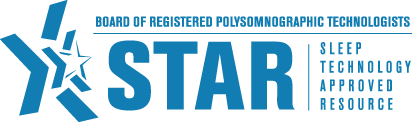 BOARD OF REGISTERED POLYSOMNOGRAPHIC TECHNOLOGISTS
STAR
SLEEP
TECHNOLOGY
APPROVED
RESOURCE